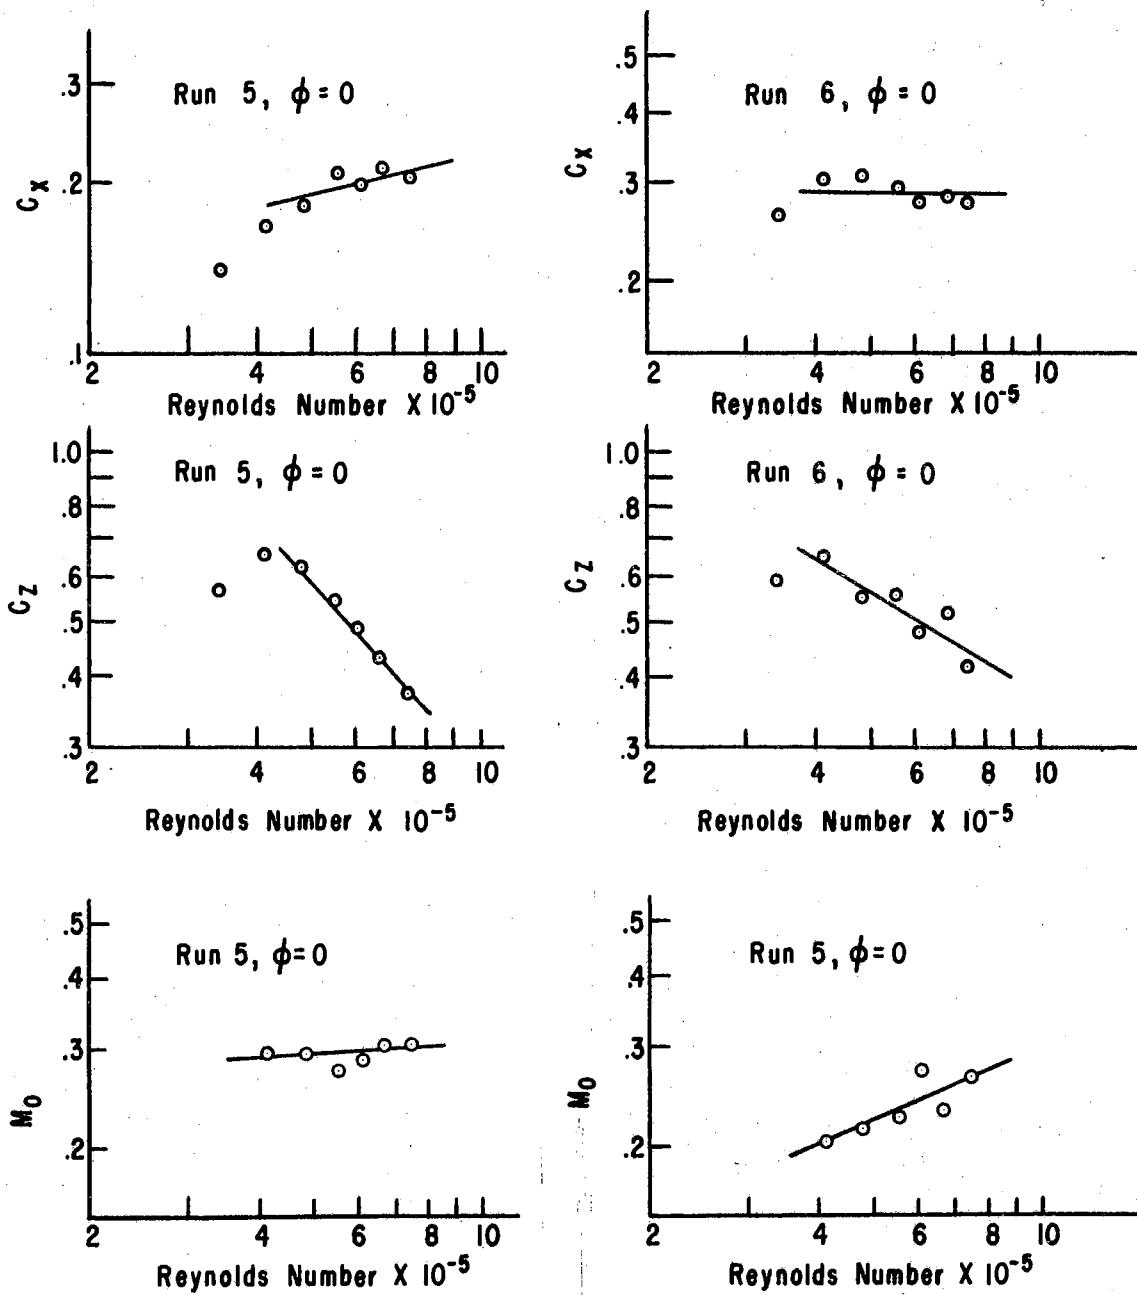 Run 5, ϕ=0
.3
.2
.1
C_X
2 4 6 8 10
Reynolds Number X 10^-5
Run 6, ϕ=0
.5
.4
.3
.2
C_X
2 4 6 8 10
Reynolds Number X 10^-5
Run 5, ϕ=0
1.0
.8
.6
.5
.4
.3
C_Z
2 4 6 8 10
Reynolds Number X 10^-5
Run 6, ϕ=0
1.0
.8
.6
.5
.4
.3
C_Z
2 4 6 8 10
Reynolds Number X 10^-5
Run 5, ϕ=0
.5
.4
.3
.2
M_0
2 4 6 8 10
Reynolds Number X 10^-5
Run 5, ϕ=0
.5
.4
.3
.2
M_0
2 4 6 8 10
Reynolds Number X 10^-5